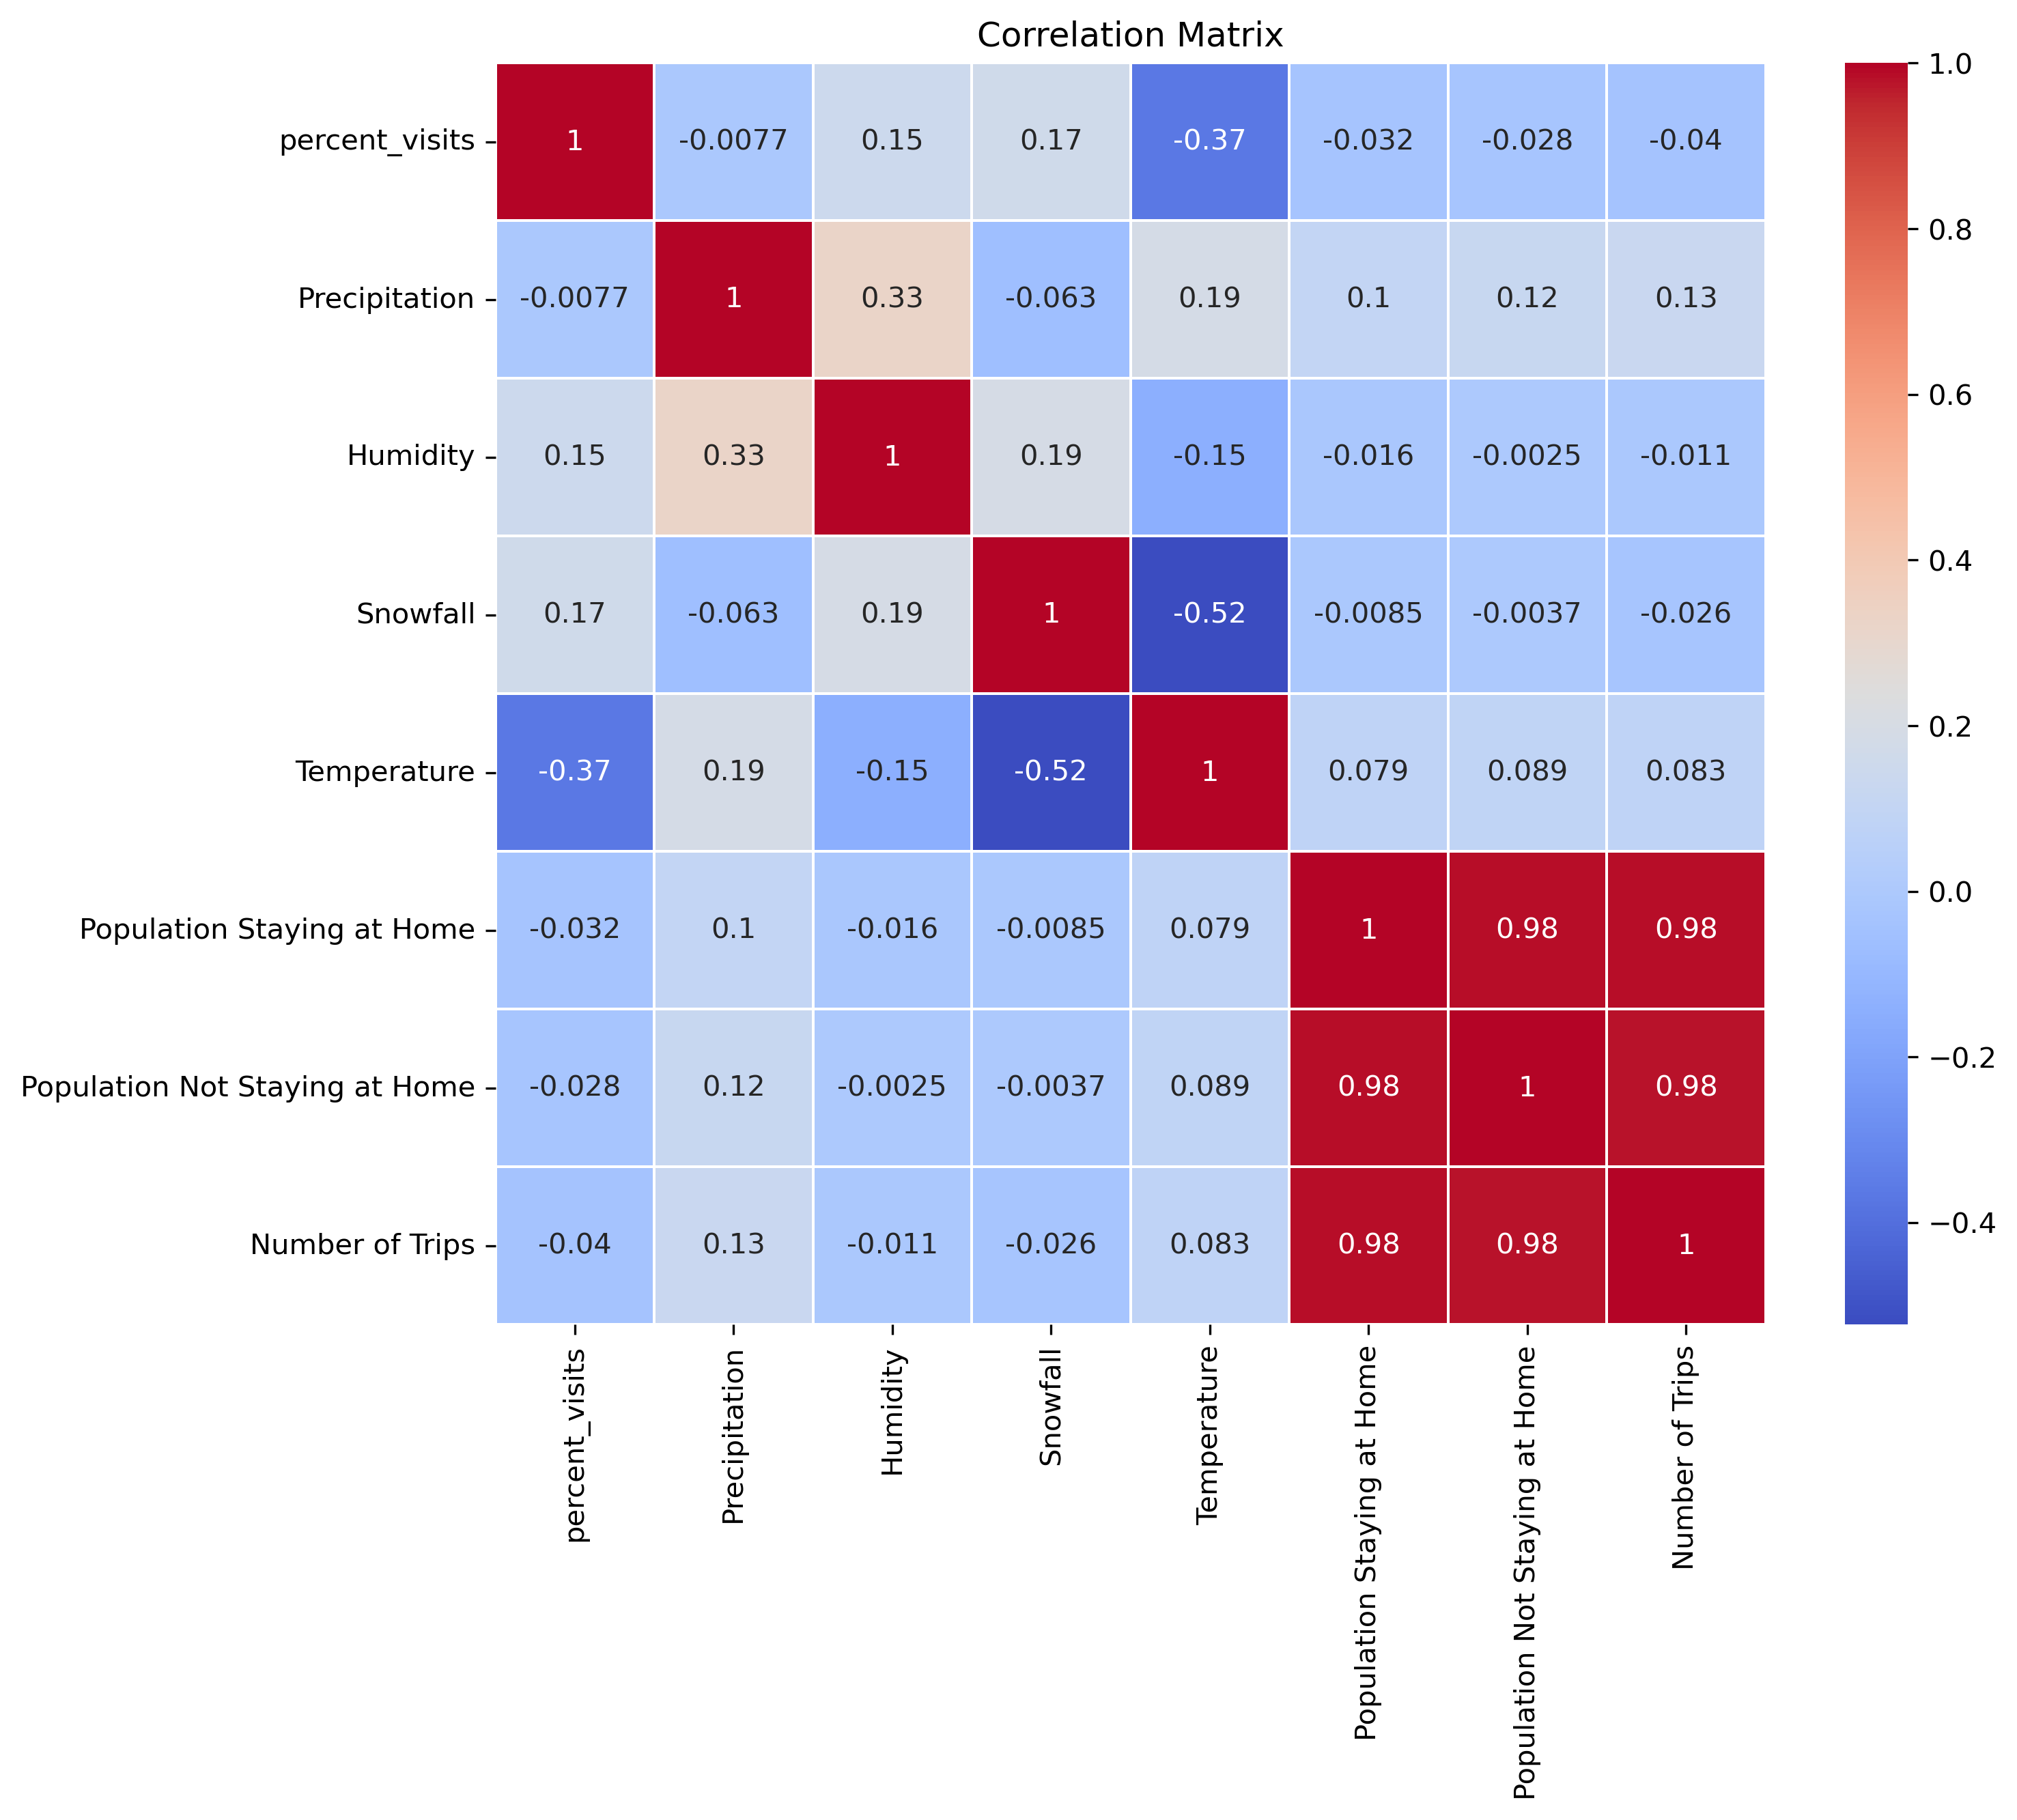 Correlation Matrix
percent_visits 1 -0.0077 0.15 0.17 -0.37 -0.032 -0.028 -0.04
Precipitation -0.0077 1 0.33 -0.063 0.19 0.1 0.12 0.13
Humidity 0.15 0.33 1 0.19 -0.15 -0.016 -0.0025 -0.011
Snowfall 0.17 -0.063 0.19 1 -0.52 -0.0085 -0.0037 -0.026
Temperature -0.37 0.19 -0.15 -0.52 1 0.079 0.089 0.083
Population Staying at Home -0.032 0.1 -0.016 -0.0085 0.079 1 0.98 0.98
Population Not Staying at Home -0.028 0.12 -0.0025 -0.0037 0.089 0.98 1 0.98
Number of Trips -0.04 0.13 -0.011 -0.026 0.083 0.98 0.98 1
percent_visits
Precipitation
Humidity
Snowfall
Temperature
Population Staying at Home
Population Not Staying at Home
Number of Trips
1.0
0.8
0.6
0.4
0.2
0.0
−0.2
−0.4